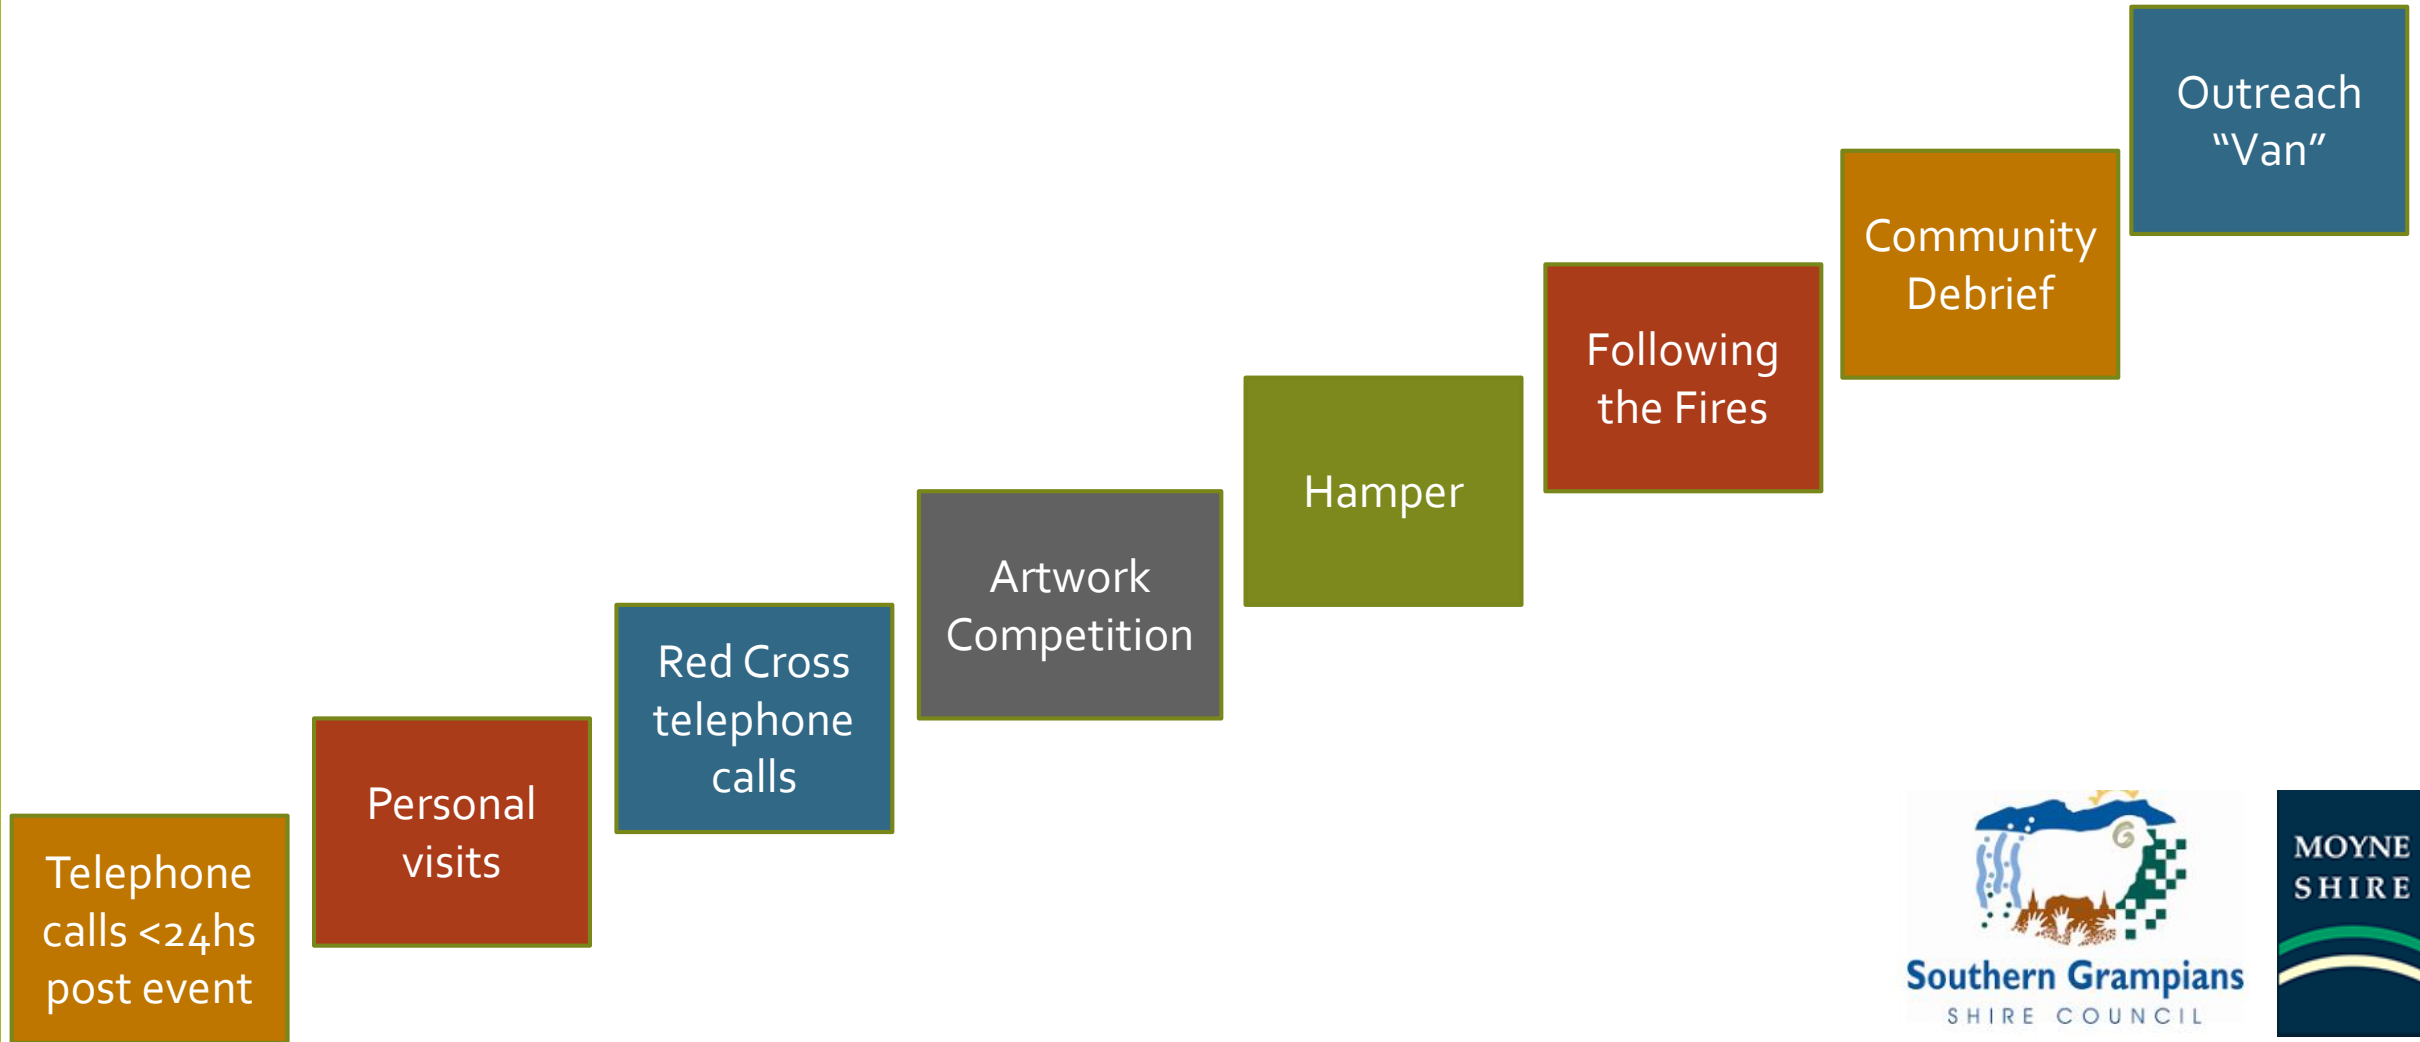 Telephone
calls <24hs
post event
Personal
visits
Red Cross
telephone
calls
Artwork
Competition
Hamper
Following
the Fires
Community
Debrief
Outreach
“Van”
Southern Grampians
SHIRE COUNCIL
MOYNE
SHIRE